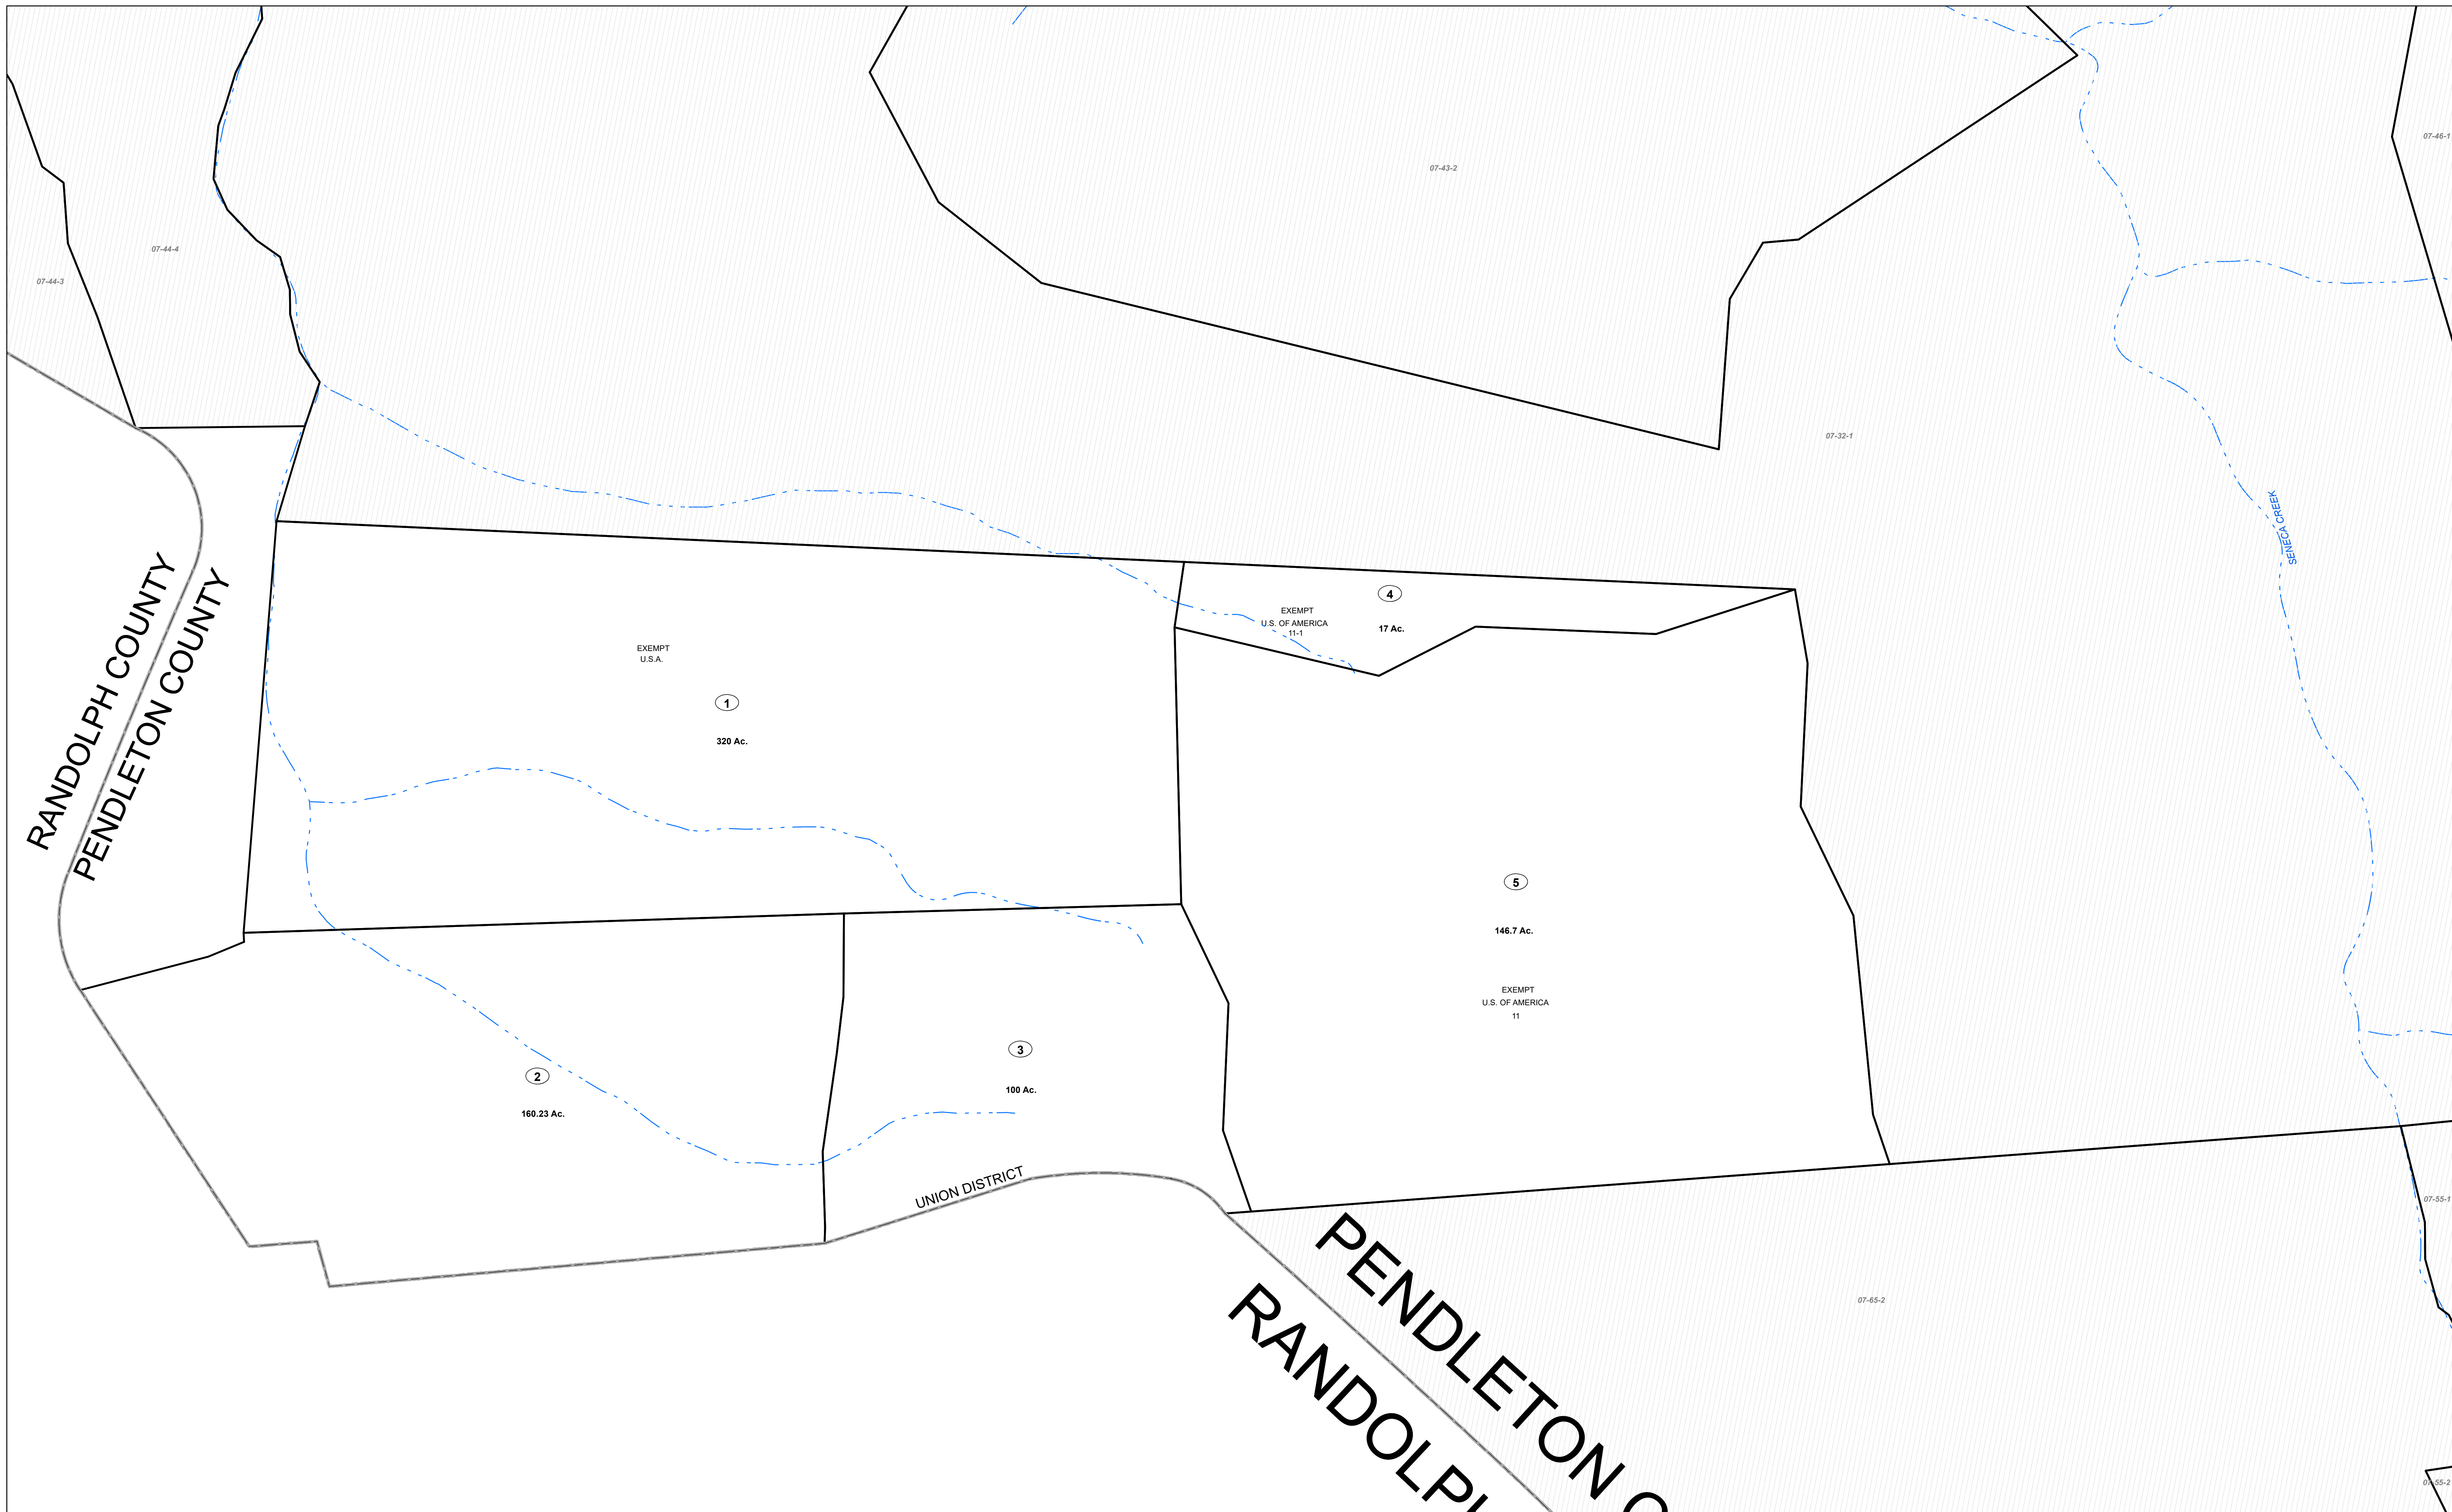 07-46-1
07-43-2
07-44-4
07-44-3
07-32-1
SENECA CREEK
RANDOLPH COUNTY
PENDLETON COUNTY
4
EXEMPT
U.S. OF AMERICA
11-1
17 Ac.
EXEMPT
U.S.A.
1
320 Ac.
5
146.7 Ac.
EXEMPT
U.S. OF AMERICA
11
3
100 Ac.
2
160.23 Ac.
UNION DISTRICT
07-55-1
07-65-2
PENDLETON
RANDOLPH
07-55-2